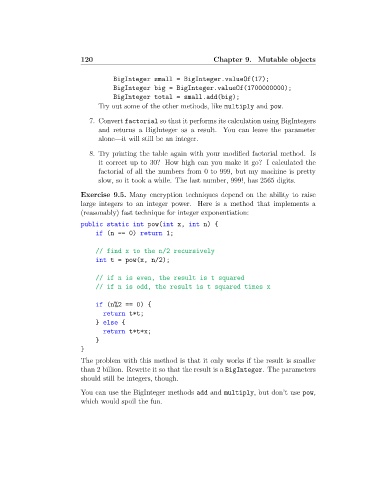 120 Chapter 9. Mutable objects
BigInteger small = BigInteger.valueOf(17);
BigInteger big = BigInteger.valueOf(1700000000);
BigInteger total = small.add(big);
Try out some of the other methods, like multiply and pow.
7. Convert factorial so that it performs its calculation using BigIntegers
and returns a BigInteger as a result. You can leave the parameter
alone—it will still be an integer.
8. Try printing the table again with your modified factorial method. Is
it correct up to 30? How high can you make it go? I calculated the
factorial of all the numbers from 0 to 999, but my machine is pretty
slow, so it took a while. The last number, 999!, has 2565 digits.
Exercise 9.5. Many encryption techniques depend on the ability to raise
large integers to an integer power. Here is a method that implements a
(reasonably) fast technique for integer exponentiation:
public static int pow(int x, int n) {
if (n == 0) return 1;
// find x to the n/2 recursively
int t = pow(x, n/2);
// if n is even, the result is t squared
// if n is odd, the result is t squared times x
if (n%2 == 0) {
return t*t;
} else {
return t*t*x;
}
}
The problem with this method is that it only works if the result is smaller
than 2 billion. Rewrite it so that the result is a BigInteger. The parameters
should still be integers, though.
You can use the BigInteger methods add and multiply, but don't use pow,
which would spoil the fun.